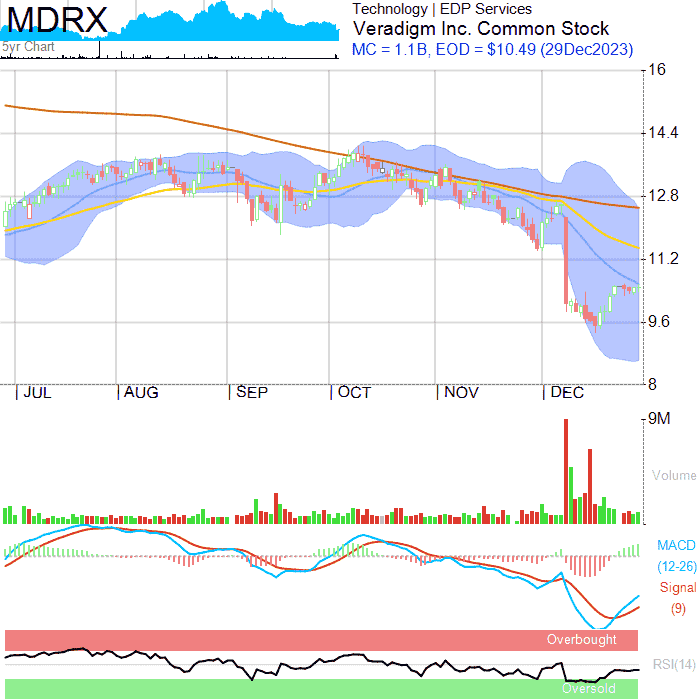 MDRX
5yr Chart
Technology | EDP Services
Veradigm Inc. Common Stock
MC = 1.1B, EOD = $10.49 (29Dec2023)
16
14.4
12.8
11.2
9.6
8
JUL AUG SEP OCT NOV DEC
9M
Volume
MACD
(12-26)
Signal
(9)
Overbought
RSI(14)
Oversold